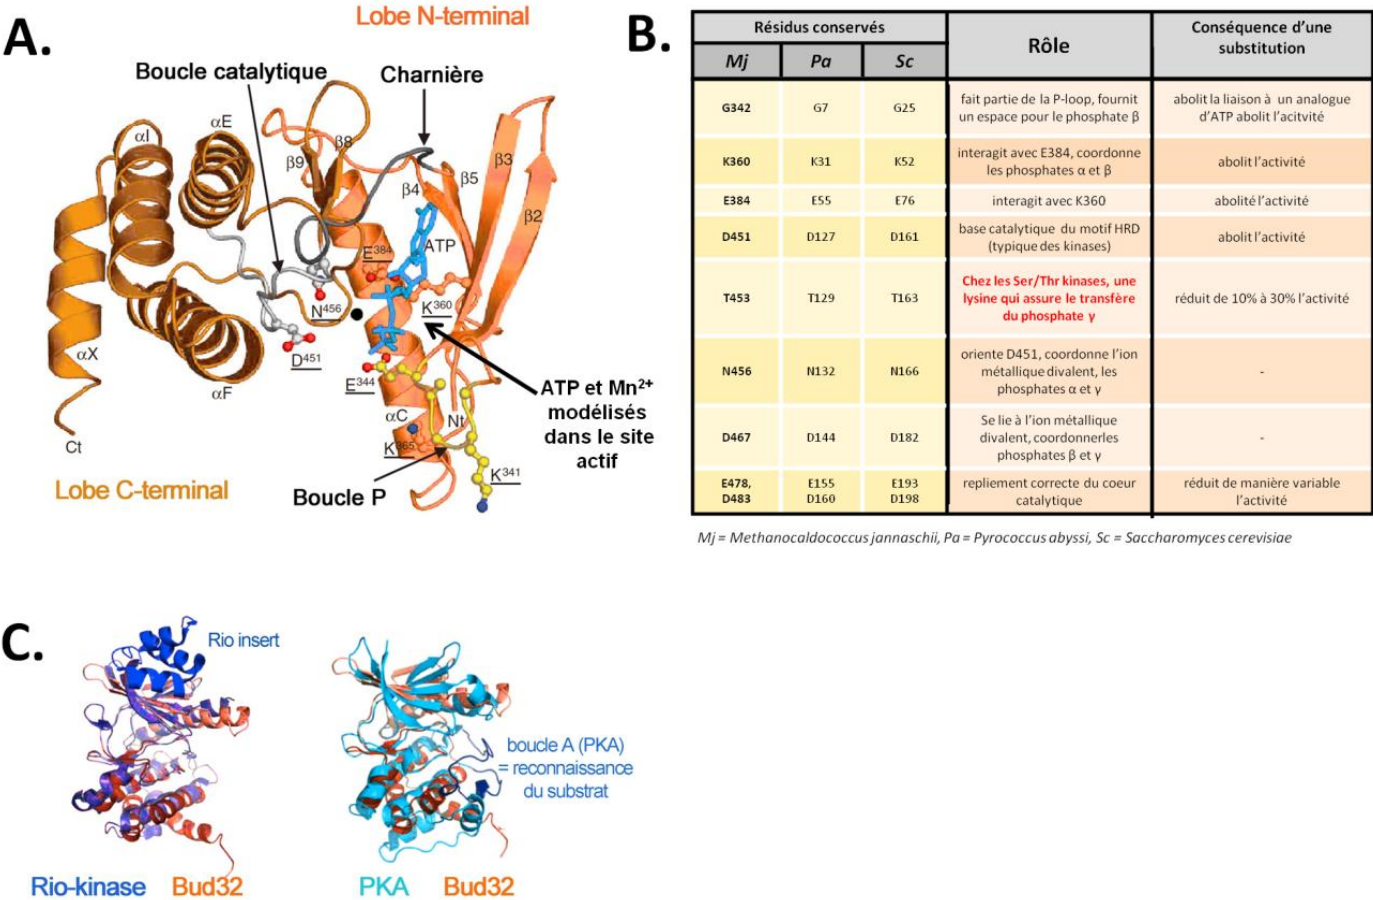 A.
Lobe N-terminal
Boucle catalytique
Charnière
αI
αE
β8
β9
β3
β5
β4
β2
ATP
E384
K360
N456
D451
αX
αF
E344
ATP et Mn2+
modélisés
dans le site
actif
αC
Nt
K365
Ct
K341
Lobe C-terminal
Boucle P
B.
Résidus conservés
Rôle
Conséquence d'une
substitution
Mj Pa Sc
G342 G7 G25 fait partie de la P-loop, fournit abolit la liaison à un analogue
un espace pour le phosphate β d'ATP abolit l'acitvité
K360 K31 K52 interagit avec E384, coordonne abolit l'activité
les phosphates α et β
E384 E55 E76 interagit avec K360 abolité l'activité
D451 D127 D161 base catalytique du motif HRD abolit l'activité
(typique des kinases)
T453 T129 T163 Chez les Ser/Thr kinases, une réduit de 10% à 30% l'activité
lysine qui assure le transfère
du phosphate γ
N456 N132 N166 oriente D451, coordonne l'ion -
métallique divalent, les
phosphates α et γ
D467 D144 D182 Se lie à l'ion métallique -
divalent, coordonnerles
phosphates β et γ
E478, E155 E193 repliement correcte du coeur réduit de manière variable
D483 D160 D198 catalytique l'activité
Mj = Methanocaldococcus jannaschii, Pa = Pyrococcus abyssi, Sc = Saccharomyces cerevisiae
C.
Rio insert
boucle A (PKA)
= reconnaissance
du substrat
Rio-kinase Bud32
PKA Bud32